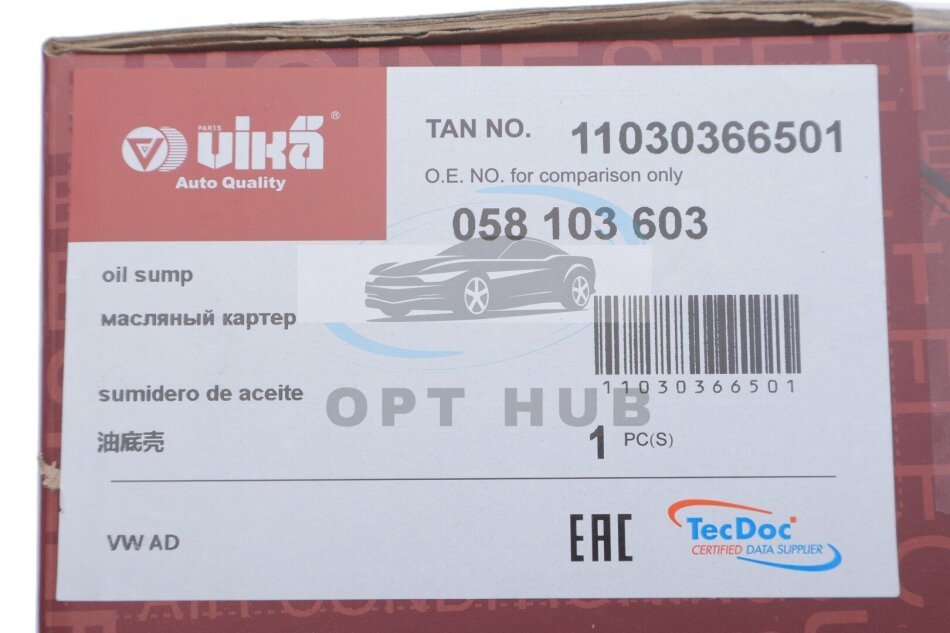 PARTS
vikä®
Auto Quality
TAN NO. 11030366501
O.E. NO. for comparison only
058 103 603
oil sump
масляный картер
11030366501
sumidero de aceite
OPT HUB
油底壳
1 PC(S)
VW AD
EAC
TecDoc
CERTIFIED DATA SUPPLIER